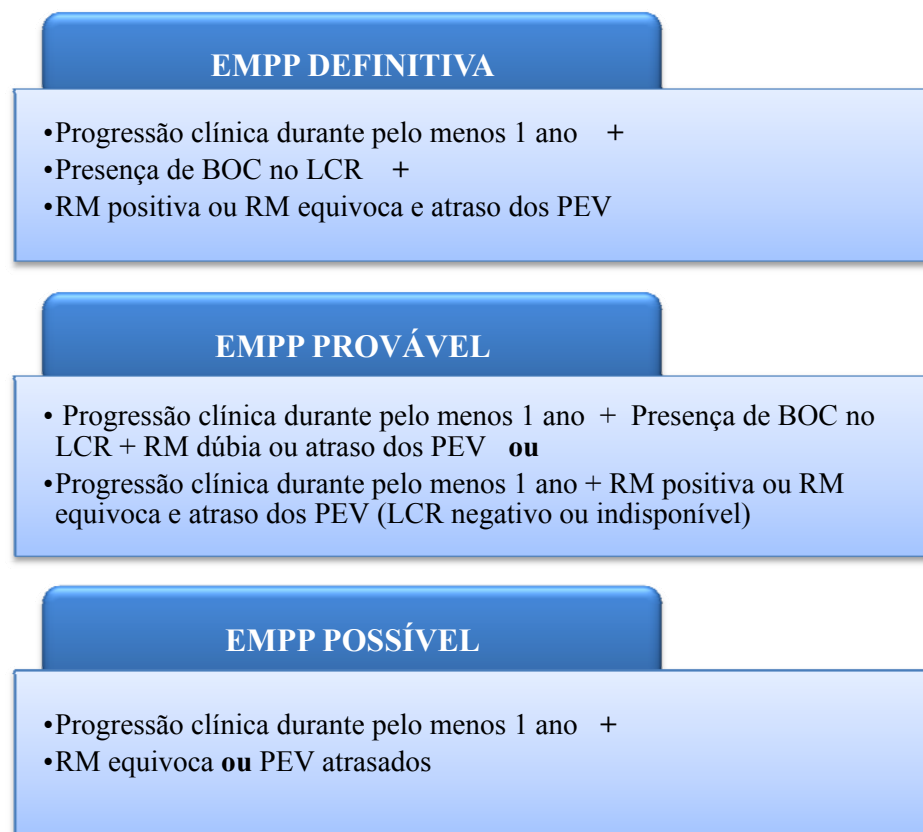 EMPP DEFINITIVA
•Progressão clínica durante pelo menos 1 ano +
•Presença de BOC no LCR +
•RM positiva ou RM equivoca e atraso dos PEV
EMPP PROVÁVEL
• Progressão clínica durante pelo menos 1 ano + Presença de BOC no
LCR + RM dúbia ou atraso dos PEV ou
•Progressão clínica durante pelo menos 1 ano + RM positiva ou RM
equivoca e atraso dos PEV (LCR negativo ou indisponível)
EMPP POSSÍVEL
•Progressão clínica durante pelo menos 1 ano +
•RM equivoca ou PEV atrasados